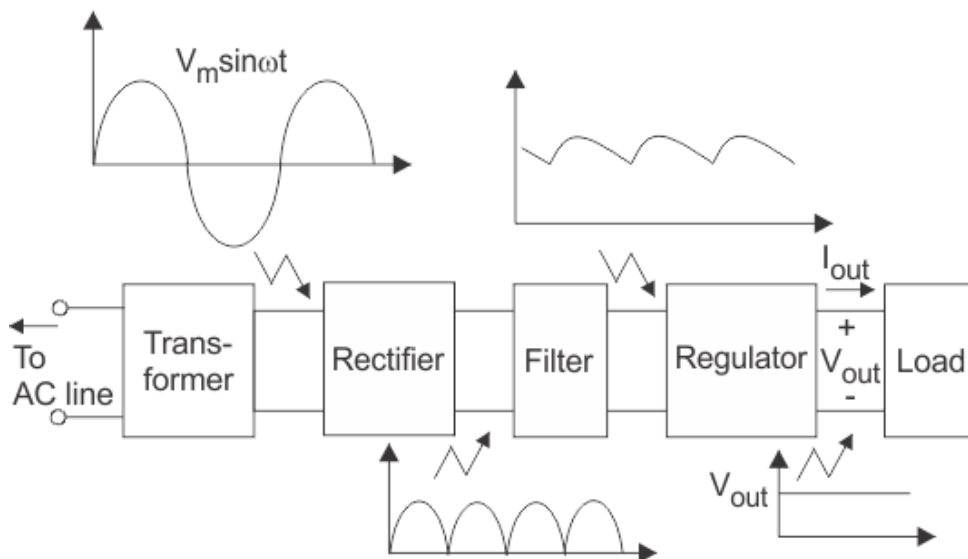 Vmsinωt
Iout
To
AC line
Trans-
former
Rectifier
Filter
Regulator
+
Vout
-
Load
Vout